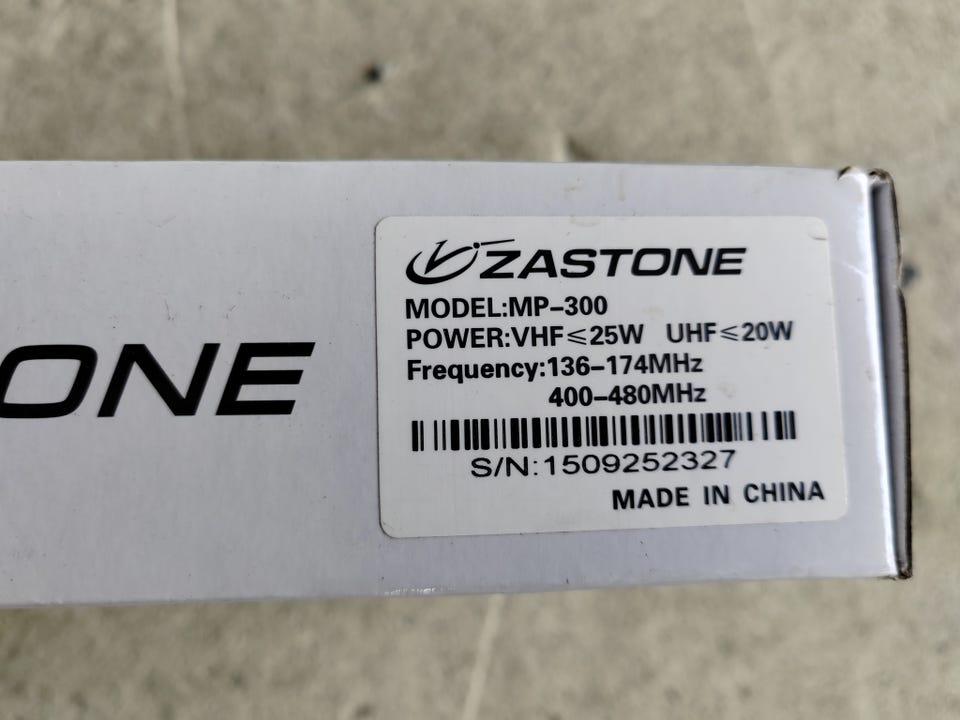 ONE
ZASTONE
MODEL:MP-300
POWER:VHF≤25W UHF≤20W
Frequency:136-174MHz
400-480MHz
S/N:1509252327
MADE IN CHINA